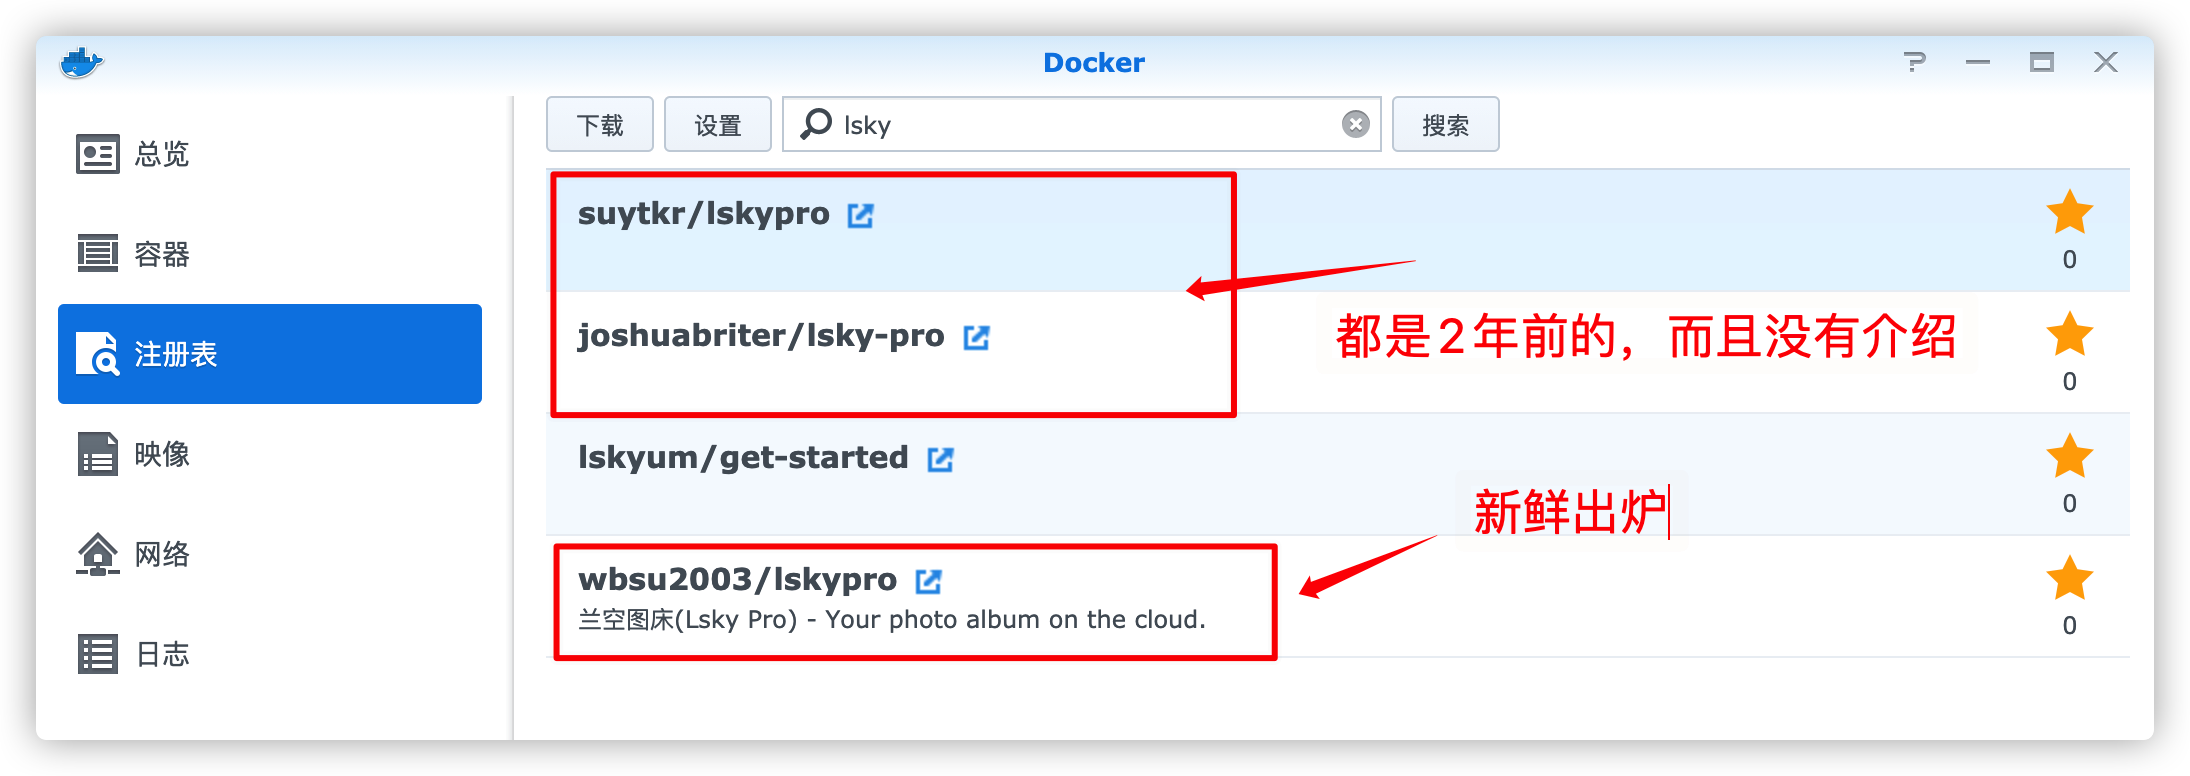 Docker
总览
容器
注册表
映像
网络
日志
下载
设置
lsky
搜索
suytkr/lskypro
0
joshuabriter/lsky-pro
0
都是2年前的，而且没有介绍
lskyum/get-started
0
新鲜出炉
wbsu2003/lskypro
兰空图床(Lsky Pro) - Your photo album on the cloud.
0